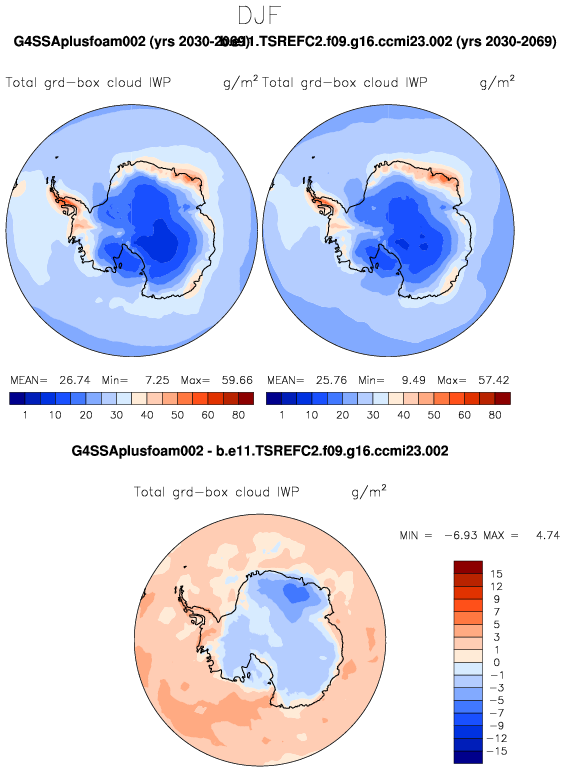 DJF
G4SSAplusfoam002 (yrs 2030-2069)
b.e11.TSREFC2.f09.g16.ccmi23.002 (yrs 2030-2069)
Total grd-box cloud IWP g/m²
Total grd-box cloud IWP g/m²
MEAN= 26.74 Min= 7.25 Max= 59.66
MEAN= 25.76 Min= 9.49 Max= 57.42
1 10 20 30 40 50 60 80
1 10 20 30 40 50 60 80
G4SSAplusfoam002 - b.e11.TSREFC2.f09.g16.ccmi23.002
Total grd-box cloud IWP g/m²
MIN = -6.93 MAX = 4.74
15
12
9
7
5
3
1
0
-1
-3
-5
-7
-9
-12
-15